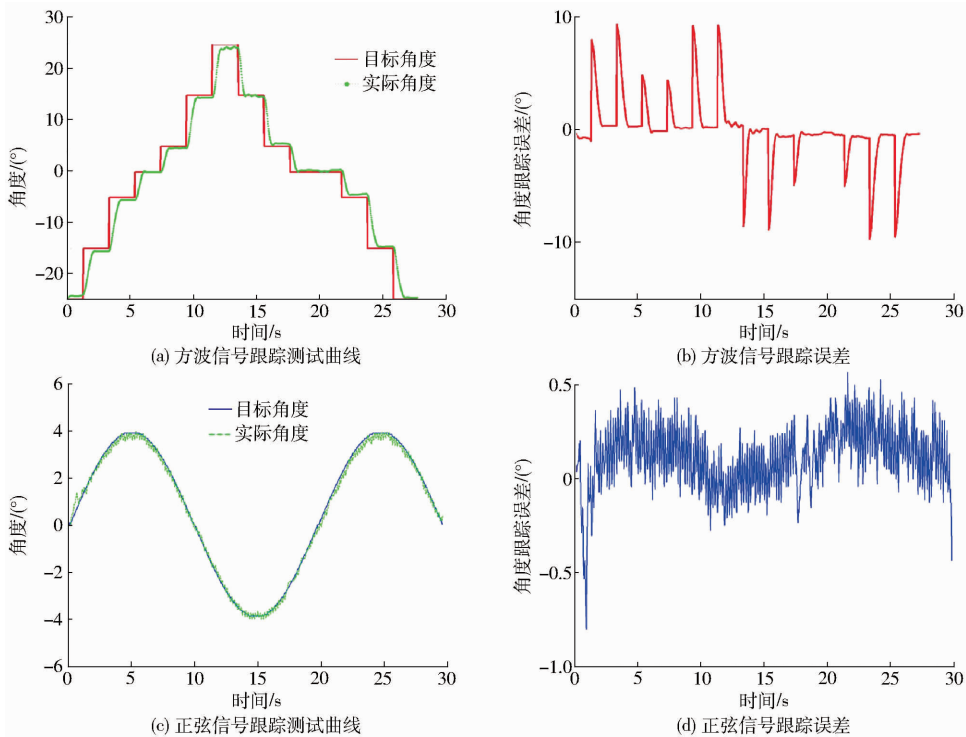 30
20
10
0
−10
−20
角度/(°)
目标角度
实际角度
0 5 10 15 20 25 30
时间/s
(a) 方波信号跟踪测试曲线
10
0
−10
角度跟踪误差/(°)
0 5 10 15 20 25 30
时间/s
(b) 方波信号跟踪误差
6
4
2
0
−2
−4
−6
角度/(°)
目标角度
实际角度
0 5 10 15 20 25 30
时间/s
(c) 正弦信号跟踪测试曲线
0.5
0
−0.5
−1.0
角度跟踪误差/(°)
0 5 10 15 20 25 30
时间/s
(d) 正弦信号跟踪误差